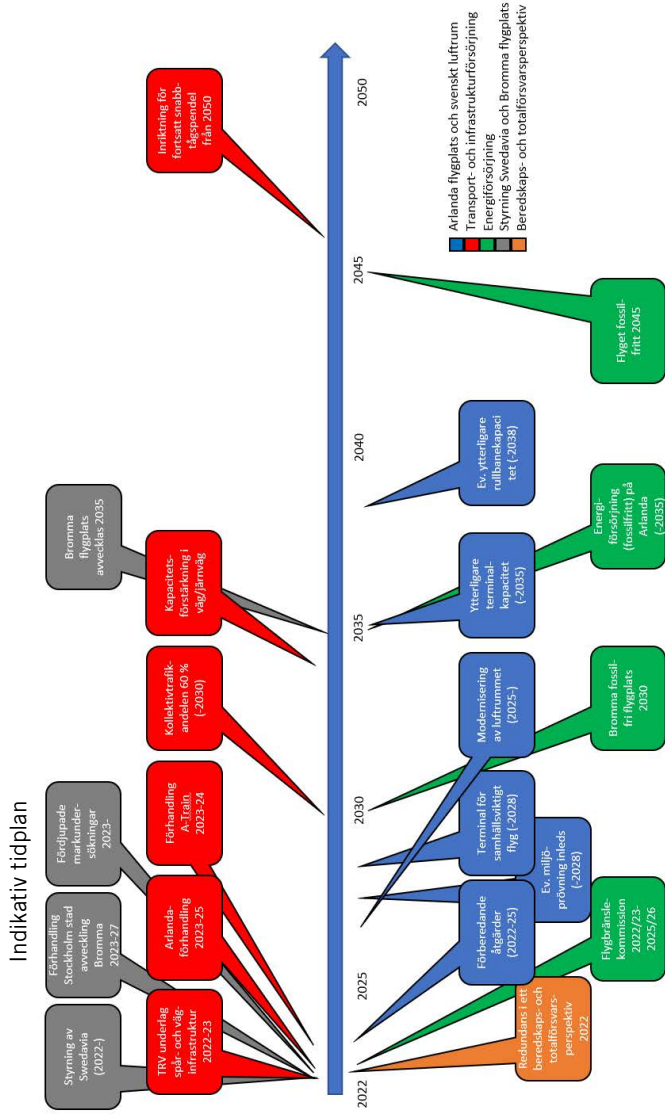 Indikativ tidplan
Styrning av
Swedavia
(2022-)
Förhandling
Stockholm stad
avveckling
Bromma
2023-27
Fördjupade
markunder-
sökningar
2023-
Bromma
flygplats
avvecklas 2035
TRV underlag
spår- och väg-
infrastruktur
2022-23
Arlanda-
förhandling
2023-25
Förhandling
A-Train
2023-24
Kollektivtrafik-
andelen 60 %
(-2030)
Kapacitets-
förstärkning i
väg/järnväg
Inriktning för
fortsatt snabb-
tågspendel
från 2050
2022
2025
2030
2035
2040
2045
2050
Förberedande
åtgärder
(2022-25)
Terminal för
samhällsviktigt
flyg (-2028)
Modernisering
av luftrummet
(2025-)
Ytterligare
terminal-
kapacitet
(-2035)
Ev. ytterligare
rullbanekapaci
tet (-2038)
Ev. miljö-
prövning inleds
(-2028)
Redundans i ett
beredskaps- och
totalförsvars-
perspektiv
2022
Flygbränsle-
kommission
2022/23-
2025/26
Bromma fossil-
fri flygplats
2030
Energi-
försörjning
(fossilfritt) på
Arlanda
(-2035)
Flyget fossil-
fritt 2045
Arlanda flygplats och svenskt luftrum
Transport- och infrastrukturförsörjning
Energiförsörjning
Styrning Swedavia och Bromma flygplats
Beredskaps- och totalförsvarsperspektiv